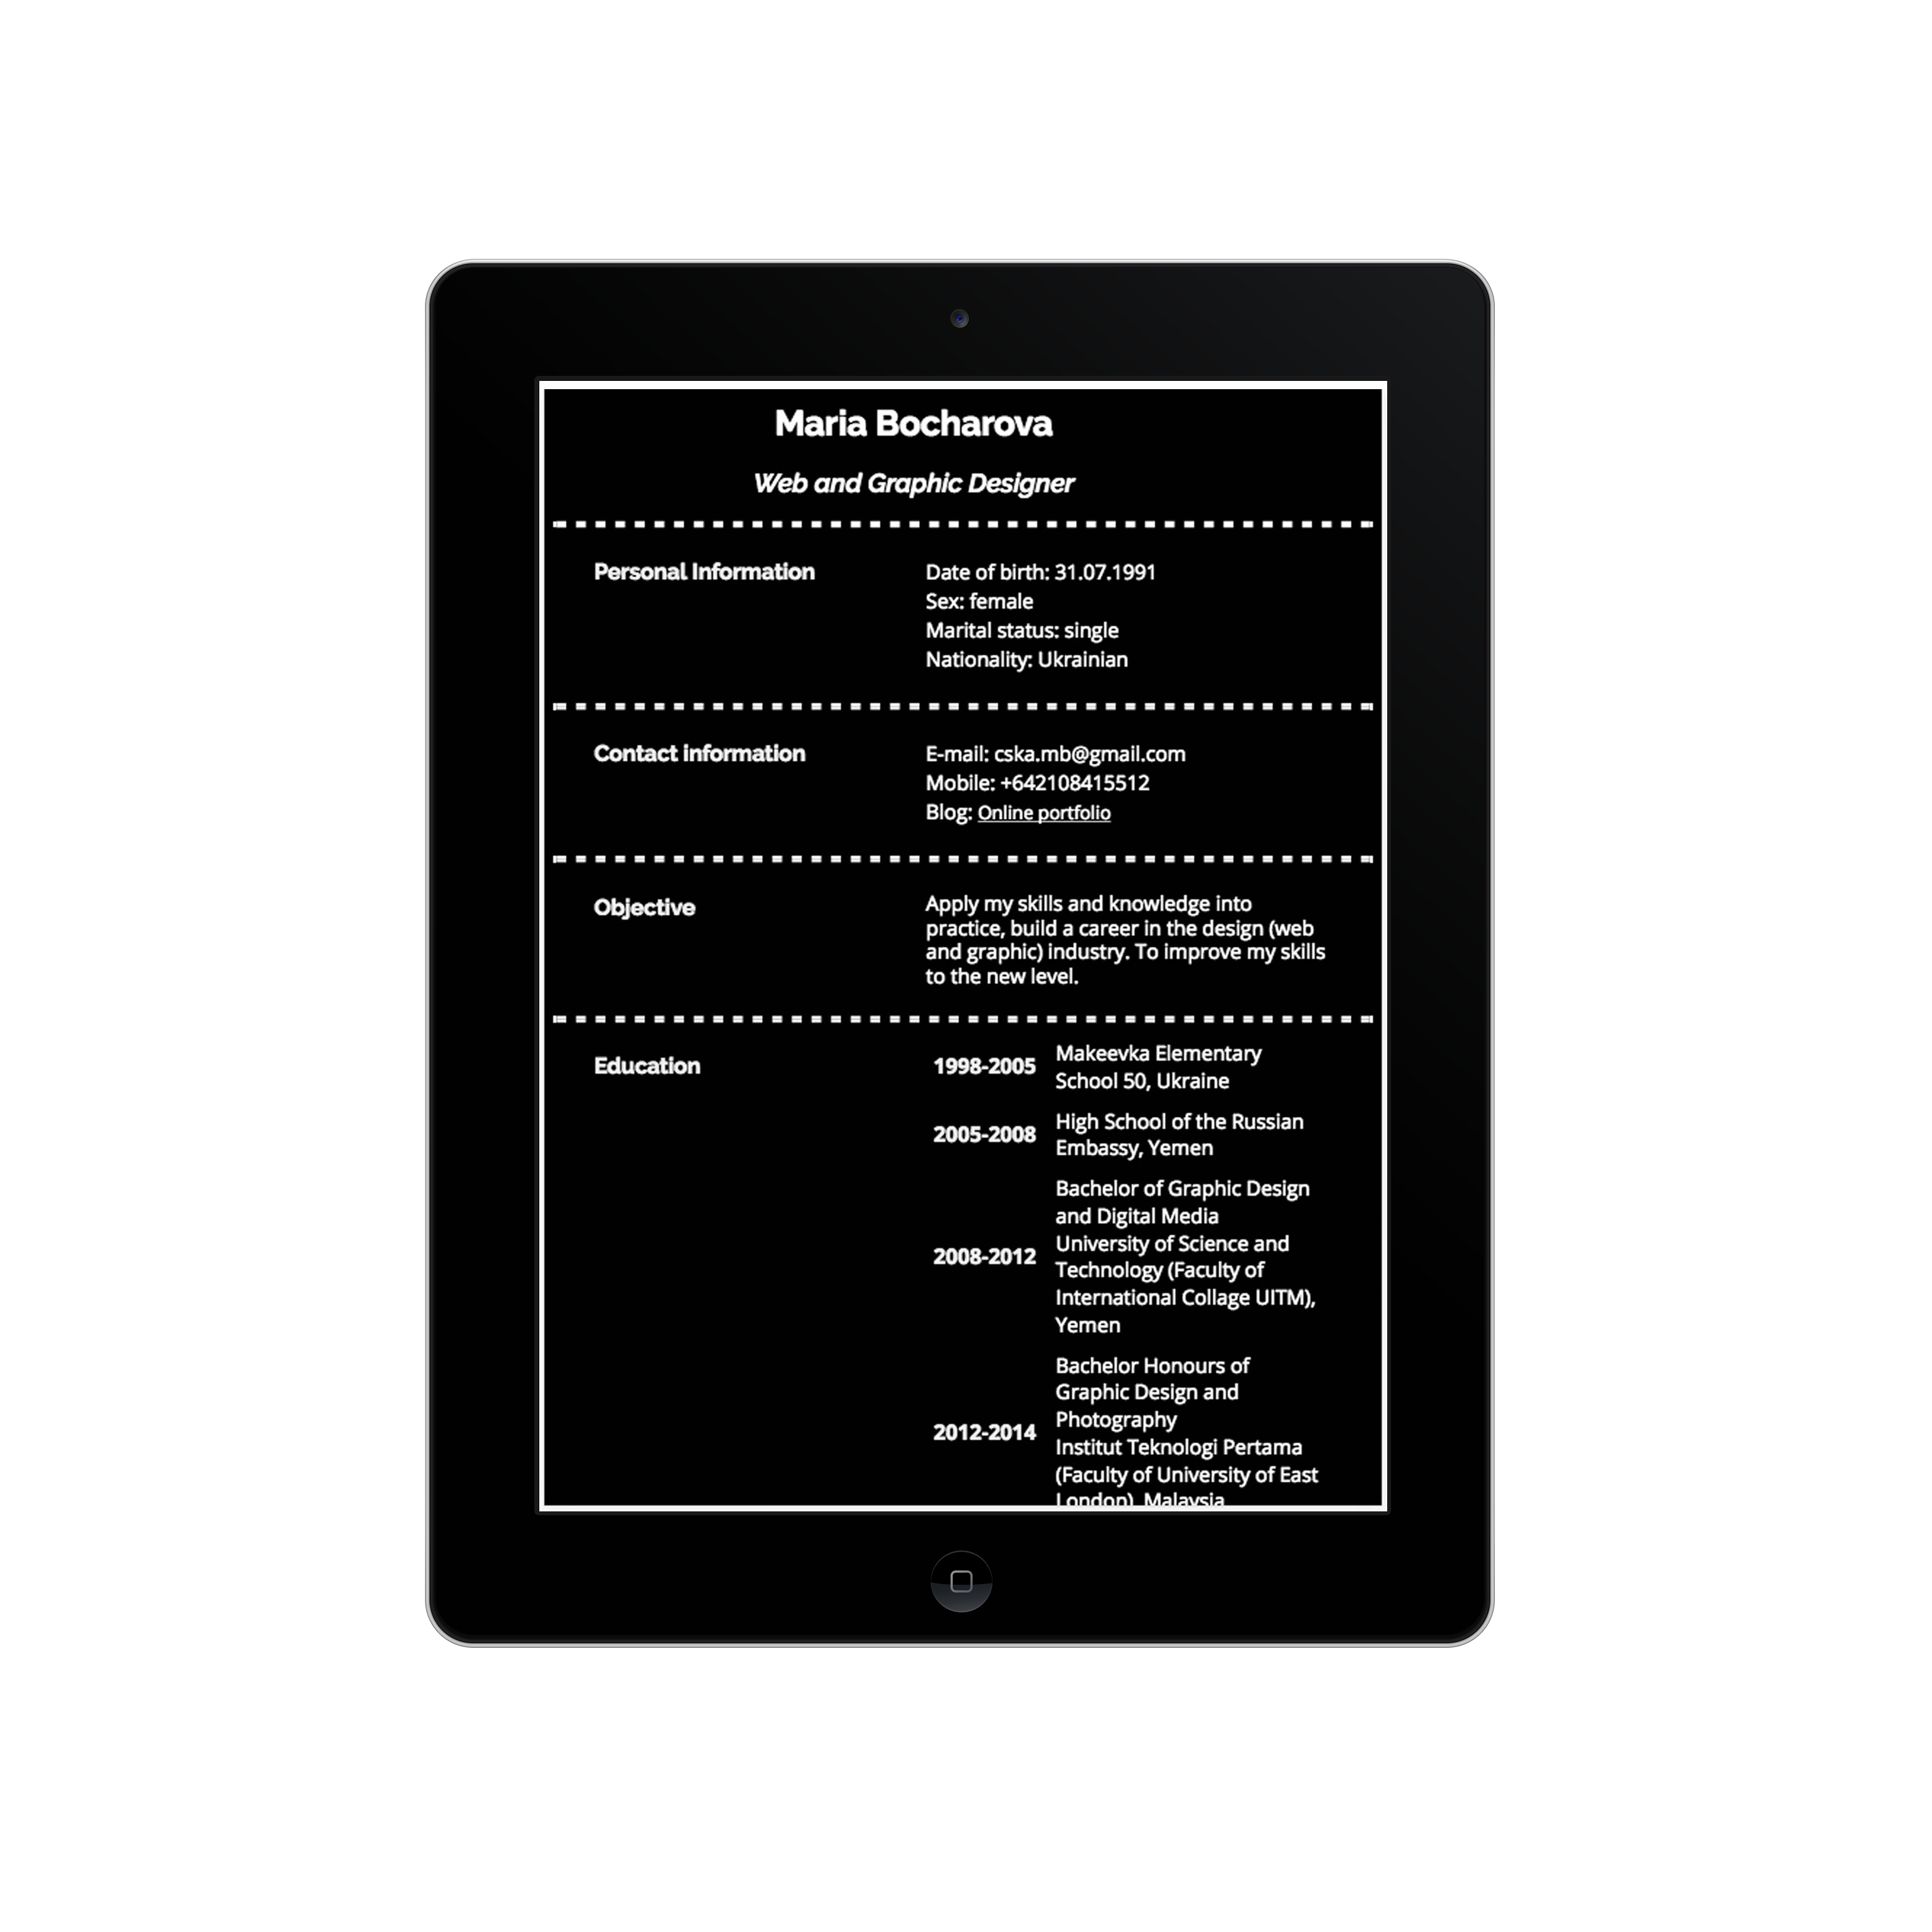 Maria Bocharova
Web and Graphic Designer
Personal Information
Date of birth: 31.07.1991
Sex: female
Marital status: single
Nationality: Ukrainian
Contact information
E-mail: cska.mb@gmail.com
Mobile: +642108415512
Blog: Online portfolio
Objective
Apply my skills and knowledge into
practice, build a career in the design (web
and graphic) industry. To improve my skills
to the new level.
Education
1998-2005
Makeevka Elementary
School 50, Ukraine
2005-2008
High School of the Russian
Embassy, Yemen
2008-2012
Bachelor of Graphic Design
and Digital Media
University of Science and
Technology (Faculty of
International Collage UITM),
Yemen
2012-2014
Bachelor Honours of
Graphic Design and
Photography
Institut Teknologi Pertama
(Faculty of University of East
London), Malaysia